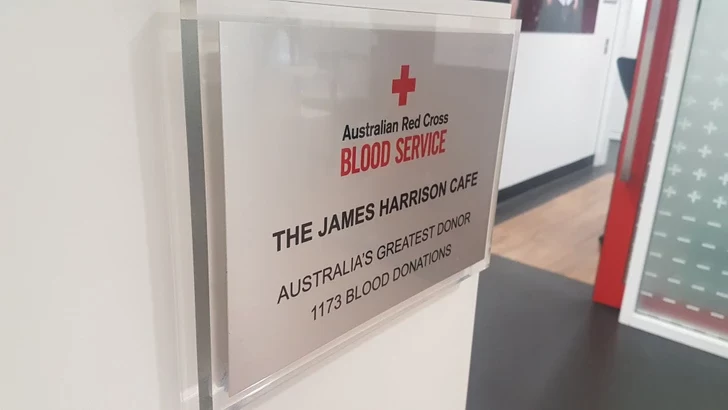 Australian Red Cross
BLOOD SERVICE
THE JAMES HARRISON CAFE
AUSTRALIA'S GREATEST DONOR
1173 BLOOD DONATIONS